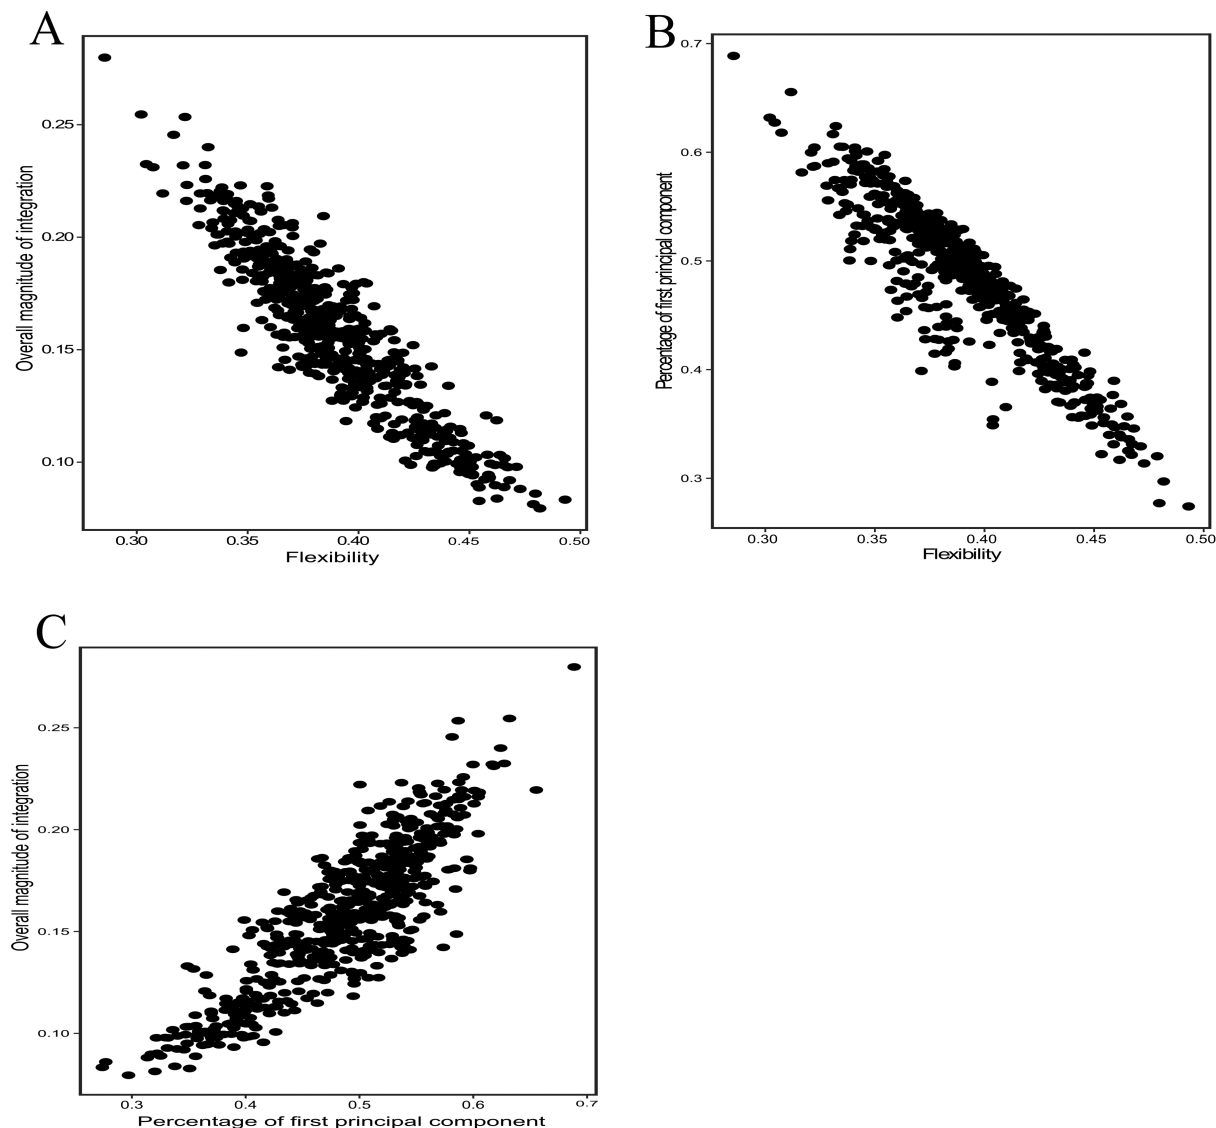 A
Overall magnitude of integration
0.25
0.20
0.15
0.10
0.30 0.35 0.40 0.45 0.50
Flexibility
B
Percentage of first principal component
0.7
0.6
0.5
0.4
0.3
0.30 0.35 0.40 0.45 0.50
Flexibility
C
Overall magnitude of integration
0.25
0.20
0.15
0.10
0.3 0.4 0.5 0.6 0.7
Percentage of first principal component